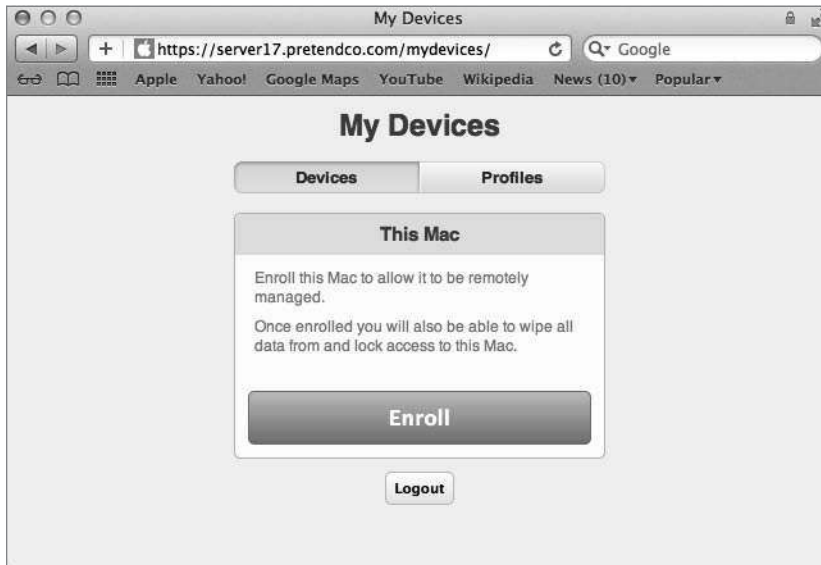 My Devices
https://server17.pretendco.com/mydevices/
Google
Apple Yahoo! Google Maps YouTube Wikipedia News (10) Popular
My Devices
Devices Profiles
This Mac
Enroll this Mac to allow it to be remotely
managed.
Once enrolled you will also be able to wipe all
data from and lock access to this Mac.
Enroll
Logout